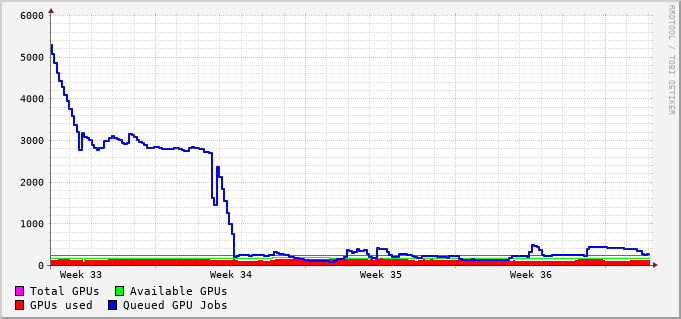 6000
5000
4000
3000
2000
1000
0
Week 33 Week 34 Week 35 Week 36
Total GPUs Available GPUs
GPUs used Queued GPU Jobs
RRDTOOL / TOBI OETIKER